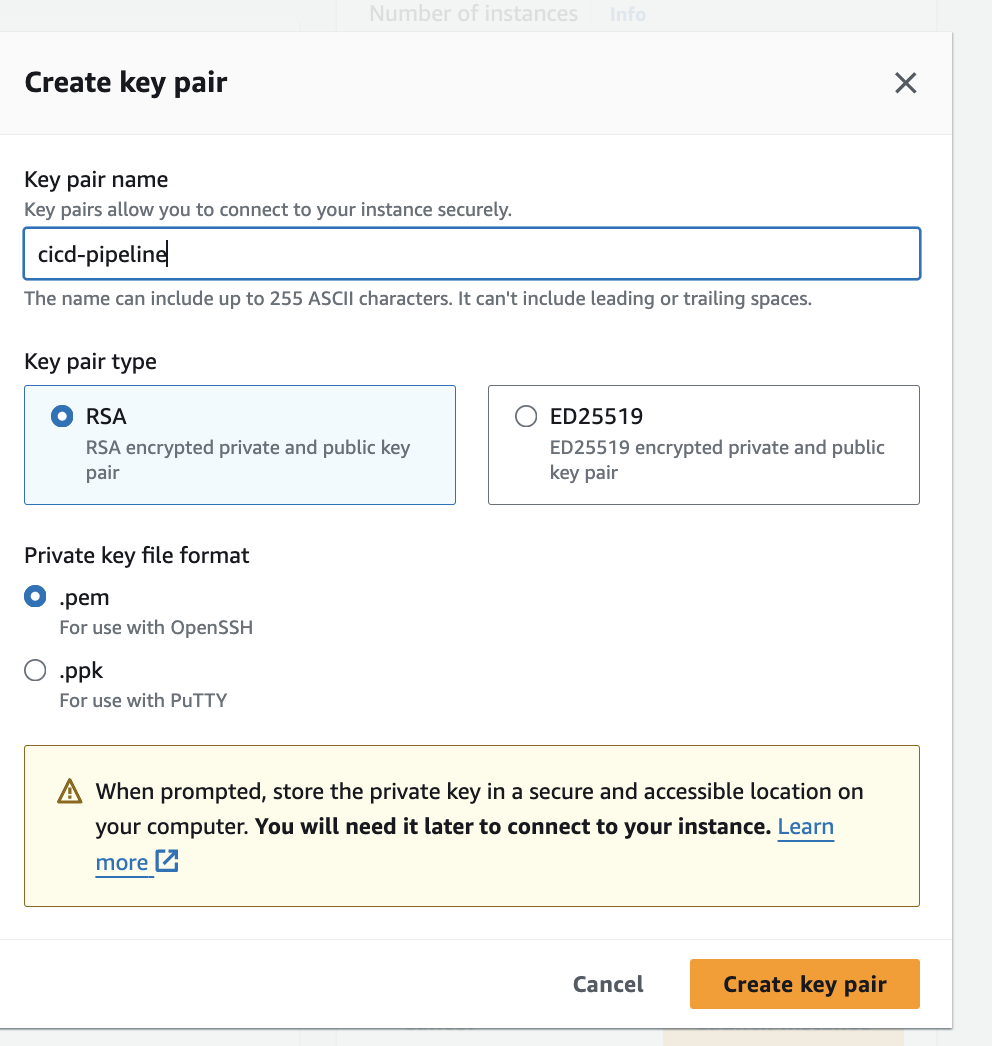 Number of instances Info
Create key pair
Key pair name
Key pairs allow you to connect to your instance securely.
cicd-pipeline
The name can include up to 255 ASCII characters. It can't include leading or trailing spaces.
Key pair type
RSA
RSA encrypted private and public key
pair
ED25519
ED25519 encrypted private and public
key pair
Private key file format
.pem
For use with OpenSSH
.ppk
For use with PuTTY
When prompted, store the private key in a secure and accessible location on
your computer. You will need it later to connect to your instance. Learn
more
Cancel
Create key pair